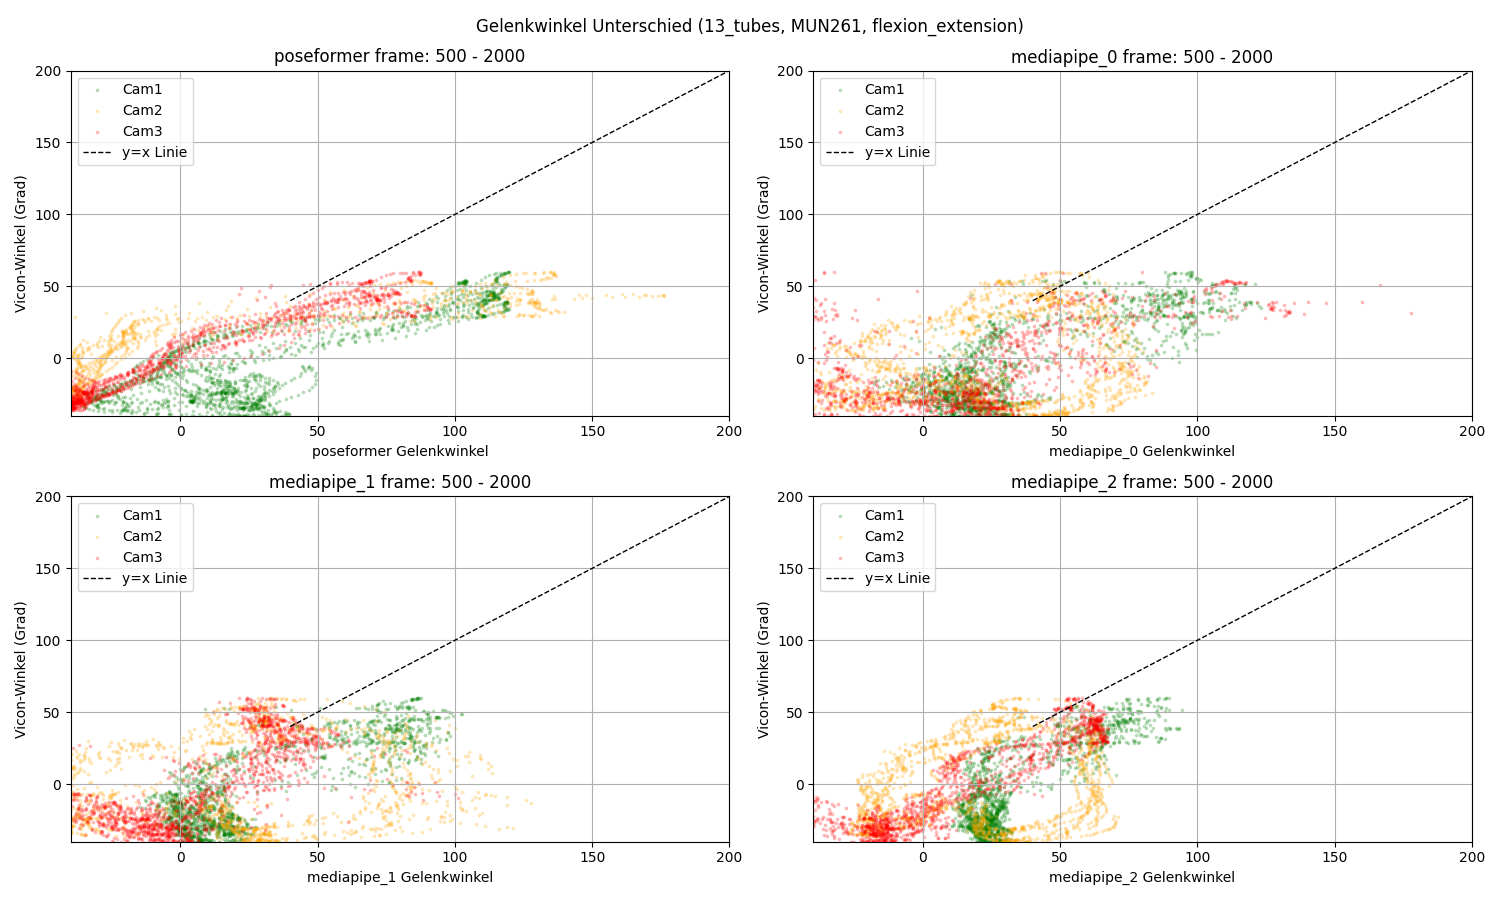 Gelenkwinkel Unterschied (13_tubes, MUN261, flexion_extension)
poseformer frame: 500 - 2000
200
150
100
50
0
Vicon-Winkel (Grad)
Cam1
Cam2
Cam3
y=x Linie
0
50
100
150
200
poseformer Gelenkwinkel
mediapipe_0 frame: 500 - 2000
200
150
100
50
0
Vicon-Winkel (Grad)
Cam1
Cam2
Cam3
y=x Linie
0
50
100
150
200
mediapipe_0 Gelenkwinkel
mediapipe_1 frame: 500 - 2000
200
150
100
50
0
Vicon-Winkel (Grad)
Cam1
Cam2
Cam3
y=x Linie
0
50
100
150
200
mediapipe_1 Gelenkwinkel
mediapipe_2 frame: 500 - 2000
200
150
100
50
0
Vicon-Winkel (Grad)
Cam1
Cam2
Cam3
y=x Linie
0
50
100
150
200
mediapipe_2 Gelenkwinkel